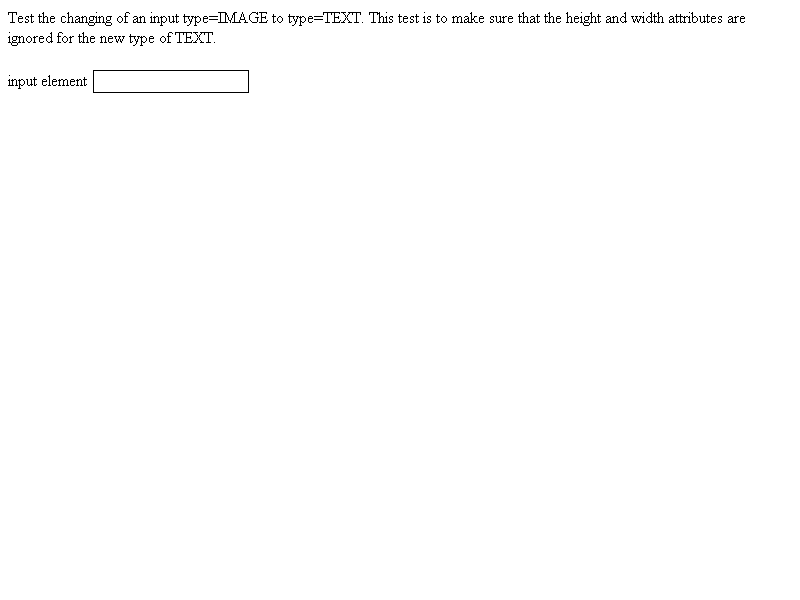 Test the changing of an input type=IMAGE to type=TEXT. This test is to make sure that the height and width attributes are
ignored for the new type of TEXT.
input element